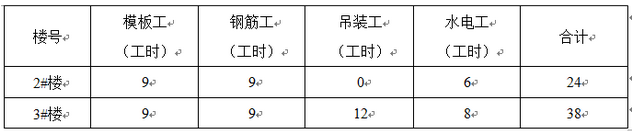 楼号 模板工（工时） 钢筋工（工时） 吊装工（工时） 水电工（工时） 合计
2#楼 9 9 0 6 24
3#楼 9 9 12 8 38